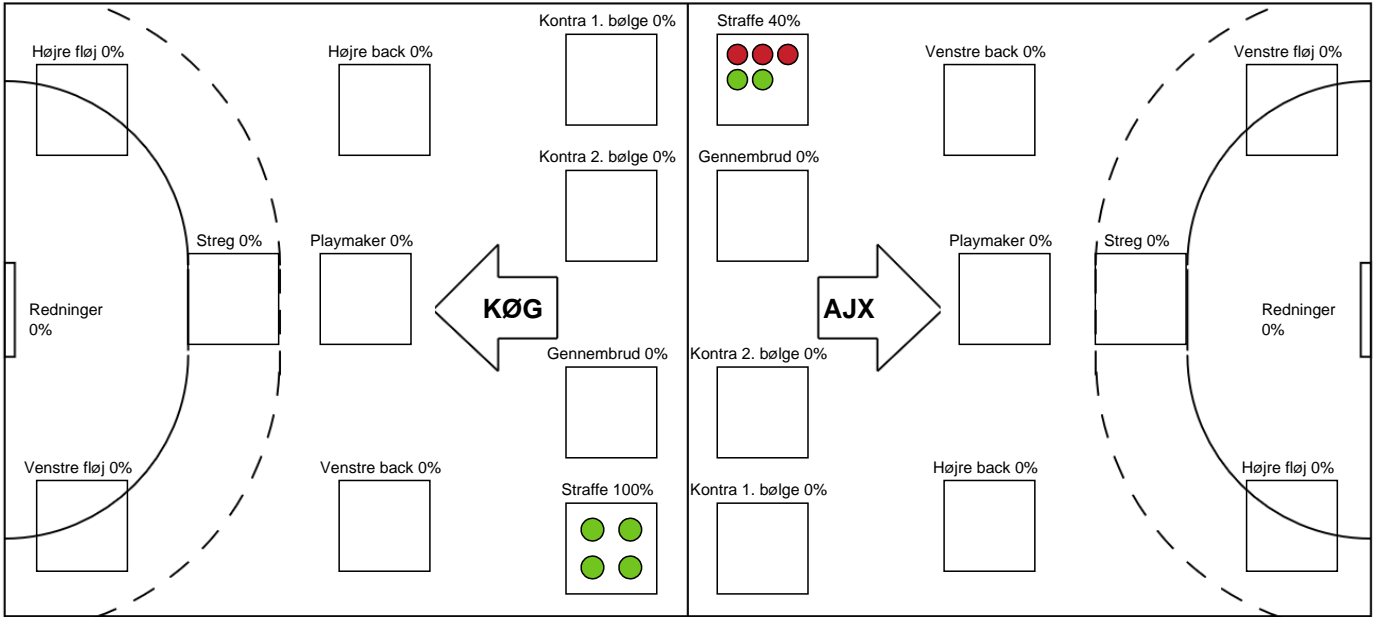 Kontra 1. bølge 0%
Straffe 40%
Højre fløj 0%
Højre back 0%
Venstre back 0%
Venstre fløj 0%
Kontra 2. bølge 0%
Gennembrud 0%
Streg 0%
Playmaker 0%
Playmaker 0%
Streg 0%
Redninger
0%
KØG
AJX
Redninger
0%
Gennembrud 0%
Kontra 2. bølge 0%
Venstre fløj 0%
Venstre back 0%
Højre back 0%
Højre fløj 0%
Straffe 100%
Kontra 1. bølge 0%